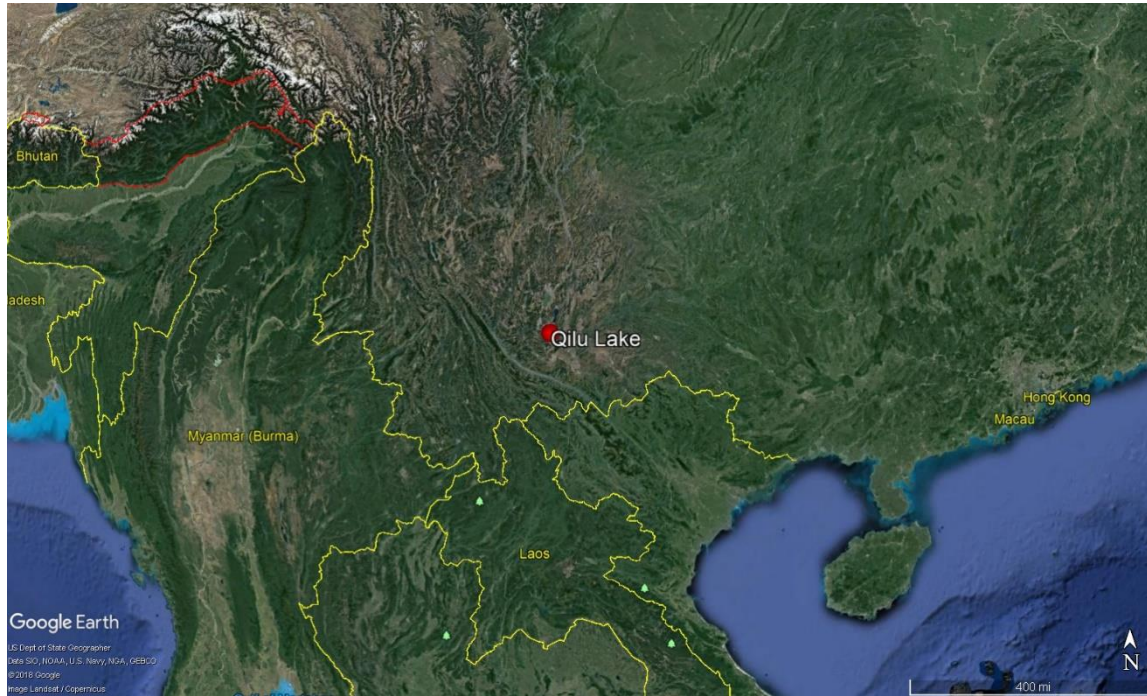 Bhutan
adesh
Qilu Lake
Hong Kong
Macau
Myanmar (Burma)
Laos
Google Earth
US Dept of State Geographer
Data SIO, NOAA, U.S. Navy, NGA, GEBCO
©2018 Google
Image Landsat / Copernicus
N
400 mi